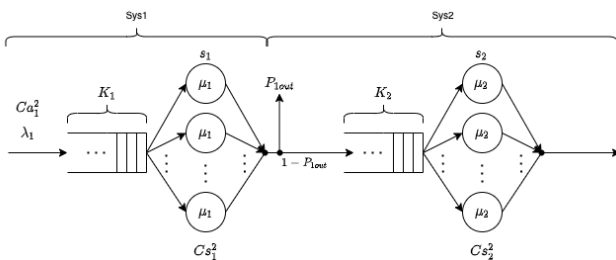 Sys1
Sys2
s₁
s₂
K₁
μ₁
P₁ₒᵤₜ
K₂
μ₂
Ca₁²
λ₁
...
μ₁
...
μ₂
1 − P₁ₒᵤₜ
...
...
μ₁
μ₂
Cs₁²
Cs₂²